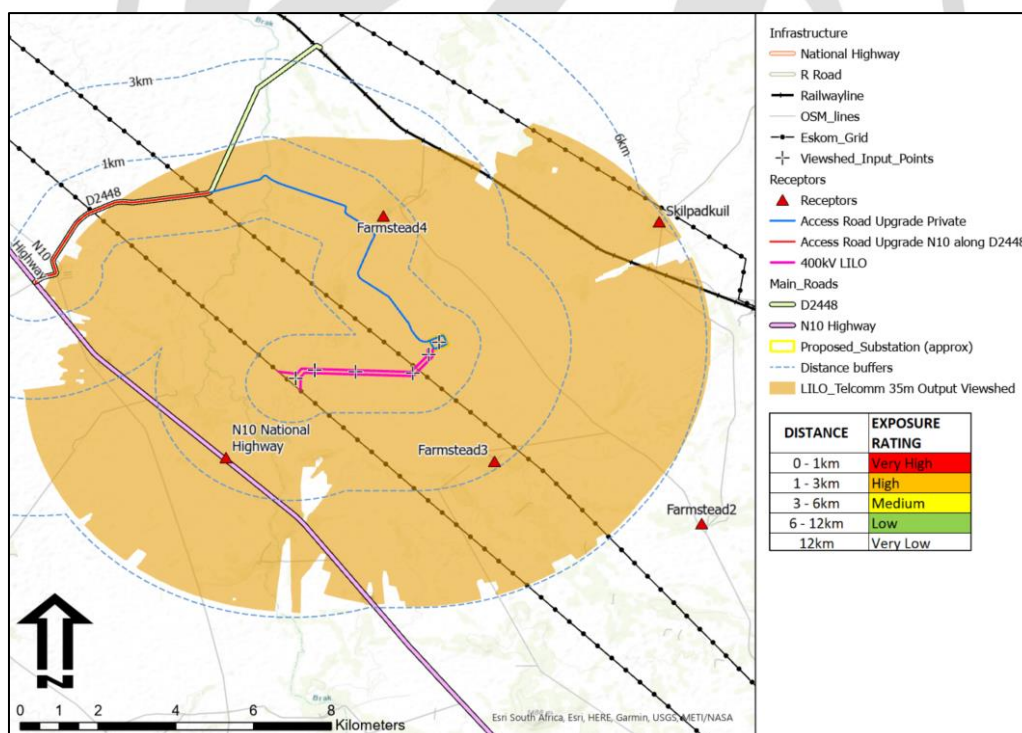 Brak
3km
1km
6km
D2448
N10
Highway
Farmstead4
Skilpadkuil
N10 National
Highway
Farmstead3
Farmstead2
Brak
N
0 2 4 6 8
Kilometers
Esri South Africa, Esri, HERE, Garmin, USGS, METI/NASA
Infrastructure
National Highway
R Road
Railwayline
OSM_lines
Eskom_Grid
Viewshed_Input_Points
Receptors
Receptors
Access Road Upgrade Private
Access Road Upgrade N10 along D2448
400kV LILO
Main_Roads
D2448
N10 Highway
Proposed_Substation (approx)
Distance buffers
LILO_Telcomm 35m Output Viewshed
DISTANCE EXPOSURE RATING
0 - 1km Very High
1 - 3km High
3 - 6km Medium
6 - 12km Low
12km Very Low